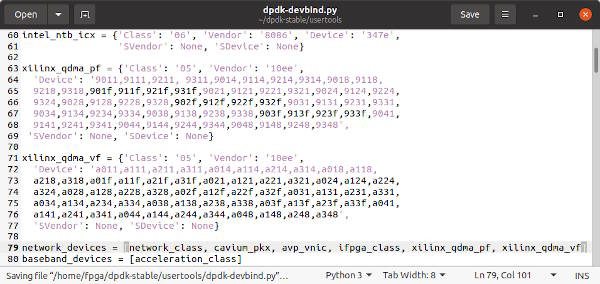 Open
dpdk-devbind.py
~/dpdk-stable/usertools
Save
60 intel_ntb_icx = {'Class': '06', 'Vendor': '8086', 'Device': '347e',
61 'SVendor': None, 'SDevice': None}
62
63 xilinx_qdma_pf = {'Class': '05', 'Vendor': '10ee',
64 'Device': '9011,9111,9211, 9311,9014,9114,9214,9314,9018,9118,
65 9218,9318,901f,911f,921f,931f,9021,9121,9221,9321,9024,9124,9224,
66 9324,9028,9128,9228,9328,902f,912f,922f,932f,9031,9131,9231,9331,
67 9034,9134,9234,9334,9038,9138,9238,9338,903f,913f,923f,933f,9041,
68 9141,9241,9341,9044,9144,9244,9344,9048,9148,9248,9348',
69 'SVendor': None, 'SDevice': None}
70
71 xilinx_qdma_vf = {'Class': '05', 'Vendor': '10ee',
72 'Device': 'a011,a111,a211,a311,a014,a114,a214,a314,a018,a118,
73 a218,a318,a01f,a11f,a21f,a31f,a021,a121,a221,a321,a024,a124,a224,
74 a324,a028,a128,a228,a328,a02f,a12f,a22f,a32f,a031,a131,a231,a331,
75 a034,a134,a234,a334,a038,a138,a238,a338,a03f,a13f,a23f,a33f,a041,
76 a141,a241,a341,a044,a144,a244,a344,a048,a148,a248,a348',
77 'SVendor': None, 'SDevice': None}
78
79 network_devices = [network_class, cavium_pkx, avp_vnic, ifpga_class, xilinx_qdma_pf, xilinx_qdma_vf]
80 baseband_devices = [acceleration_class]
Saving file “/home/fpga/dpdk-stable/usertools/dpdk-devbind.py”…
Python 3
Tab Width: 8
Ln 79, Col 101
INS